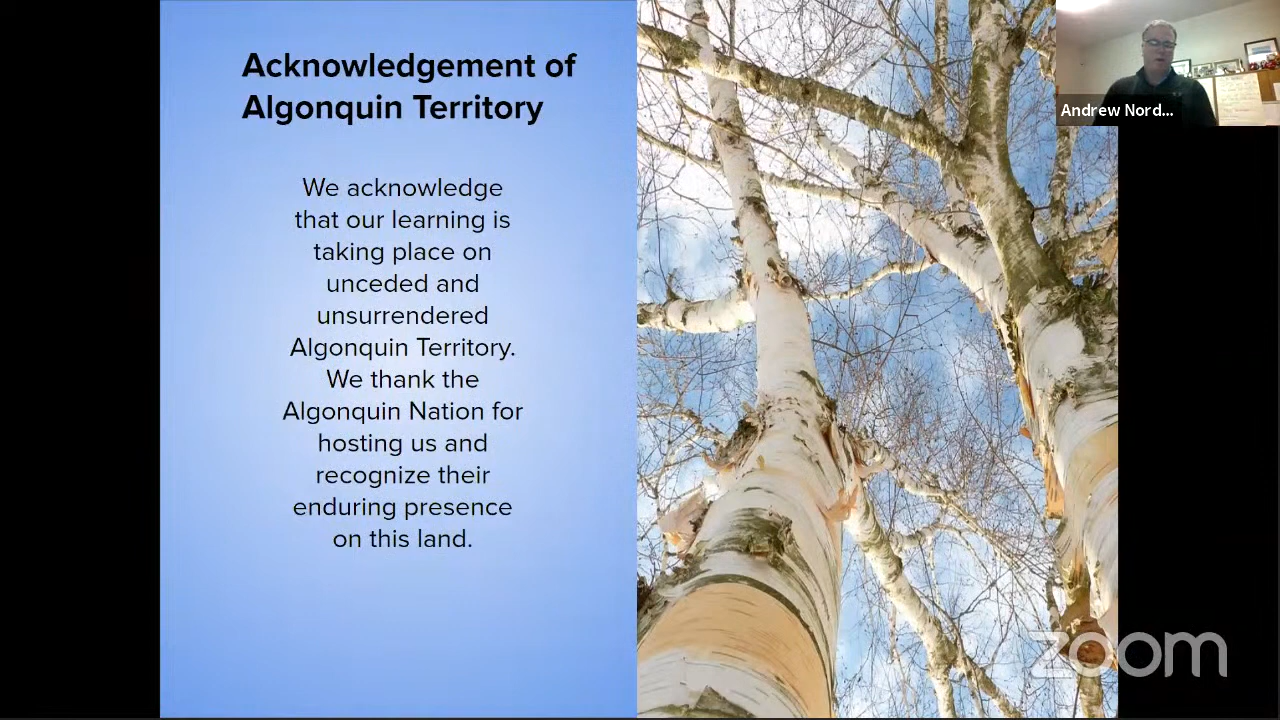 Acknowledgement of
Algonquin Territory
We acknowledge
that our learning is
taking place on
unceded and
unsurrendered
Algonquin Territory.
We thank the
Algonquin Nation for
hosting us and
recognize their
enduring presence
on this land.
Andrew Nord...
zoom